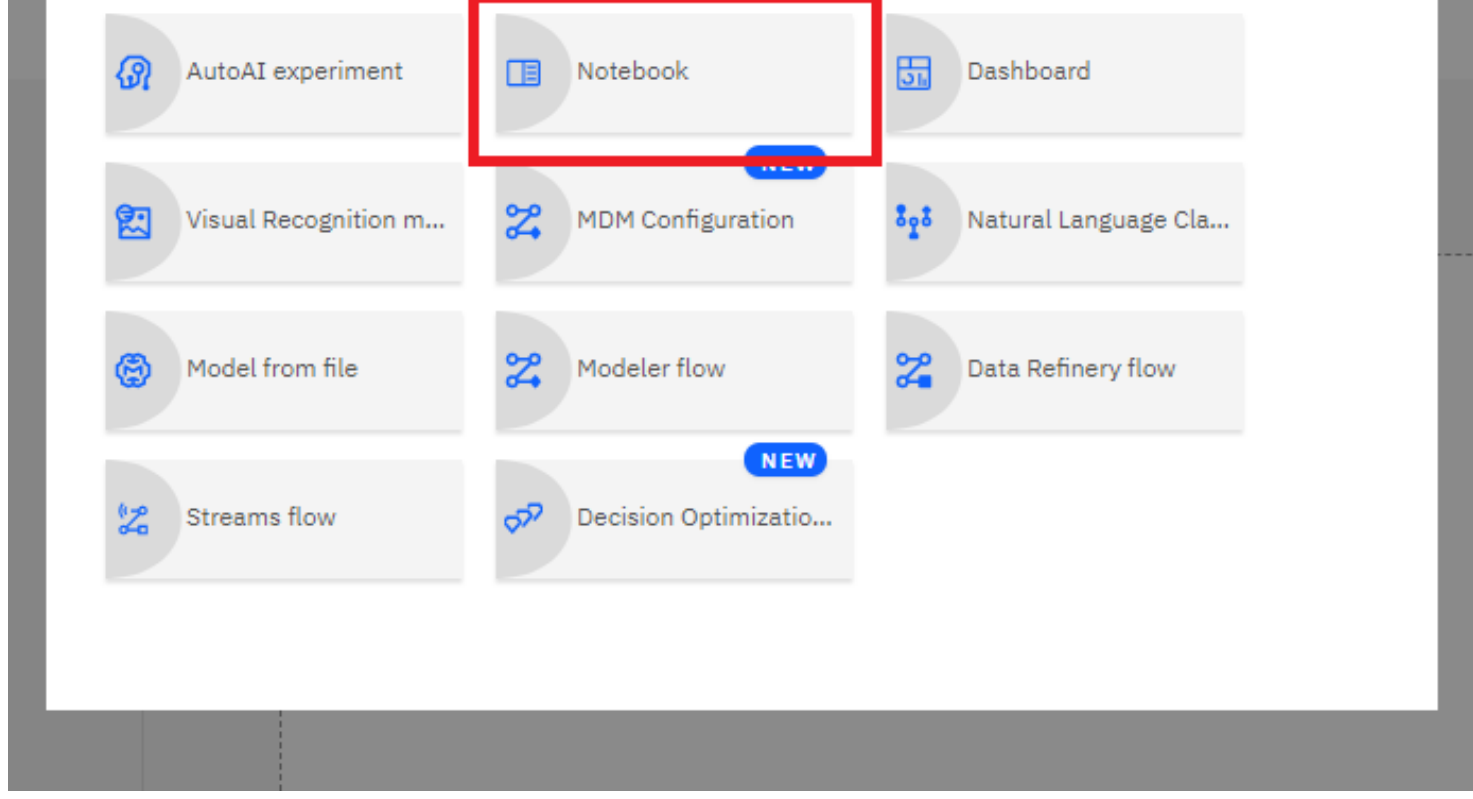 AutoAI experiment
Notebook
Dashboard
Visual Recognition m...
NEW
MDM Configuration
Natural Language Cla...
Model from file
Modeler flow
Data Refinery flow
Streams flow
NEW
Decision Optimizatio...